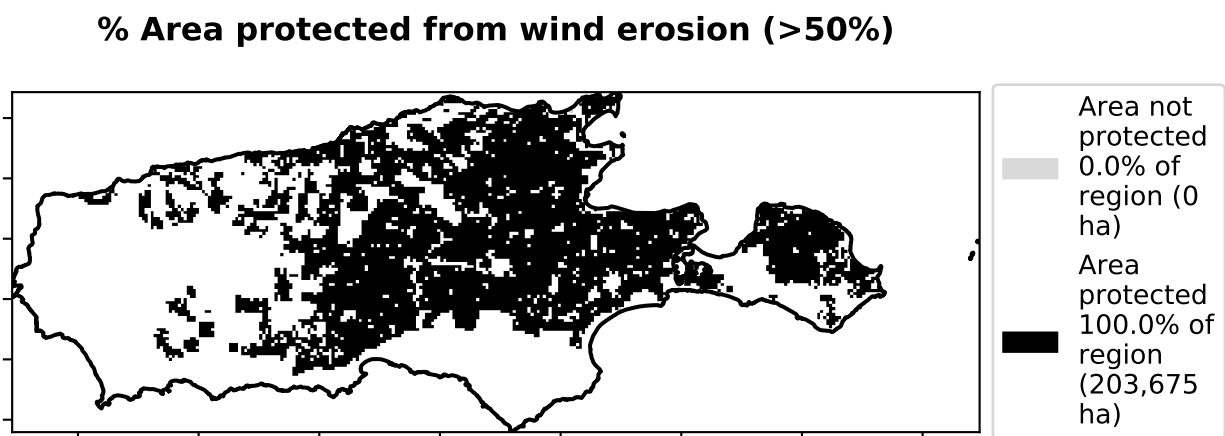 % Area protected from wind erosion (>50%)
Area not
protected
0.0% of
region (0
ha)
Area
protected
100.0% of
region
(203,675
ha)